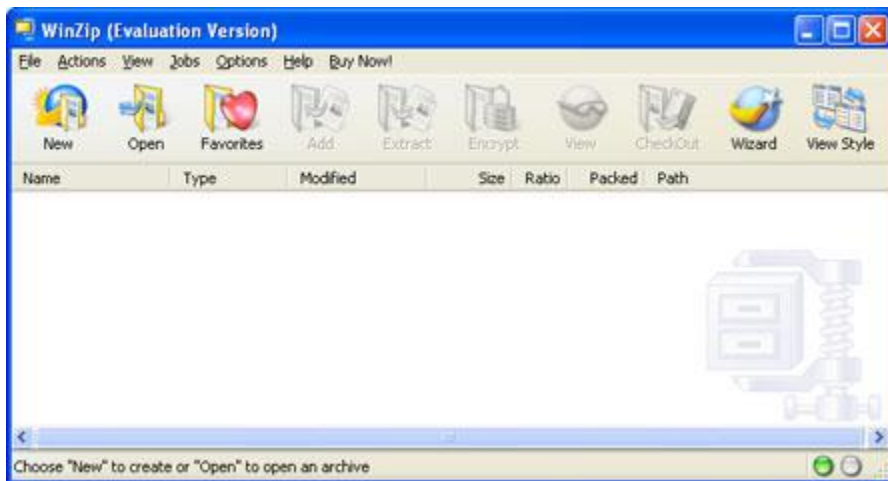 WinZip (Evaluation Version)
File Actions View Jobs Options Help Buy Now!
New Open Favorites Add Extract Encrypt View CheckOut Wizard View Style
Name Type Modified Size Ratio Packed Path
Choose "New" to create or "Open" to open an archive